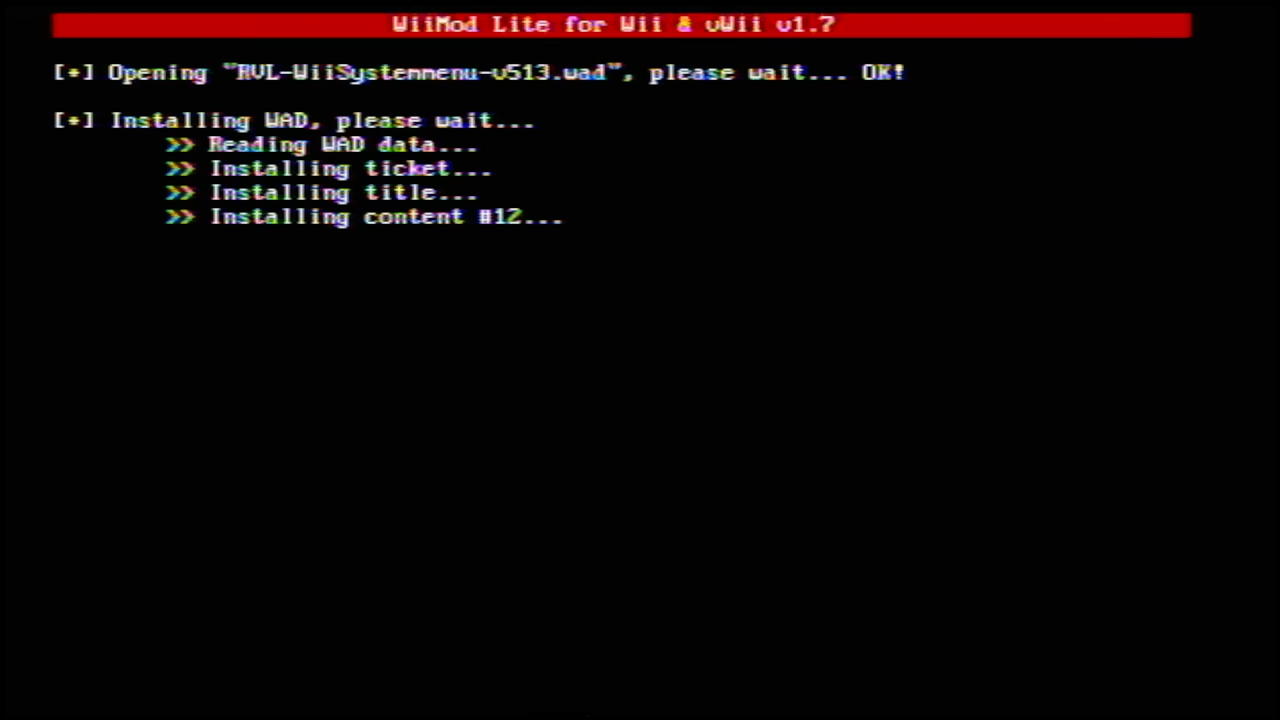 WiiMod Lite for Wii & vWii v1.7
[*] Opening "RVL-WiiSystemmenu-v513.wad", please wait... OK!
[*] Installing WAD, please wait...
>> Reading WAD data...
>> Installing ticket...
>> Installing title...
>> Installing content #12...